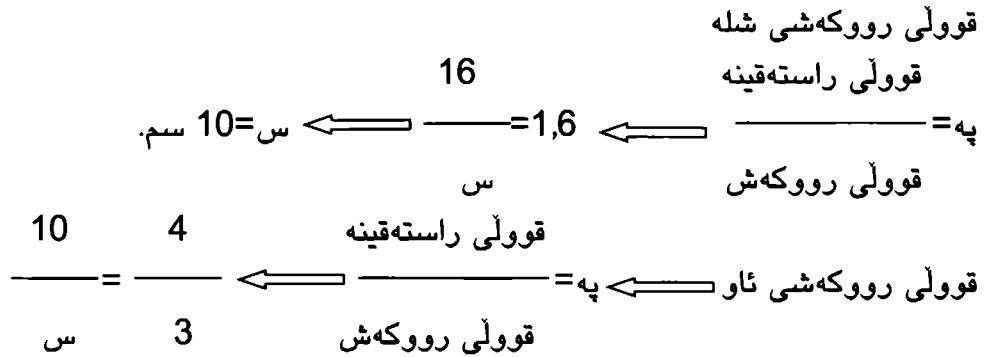 قووڵی رووکەشی شلە
قووڵی راستەقینە 16
پە= ⇐ 1,6= ⇐ س=10 سم.
قووڵی رووکەش س
قووڵی راستەقینە 4 10
قووڵی رووکەشی ئاو ⇐ پە= ⇐ =
قووڵی رووکەش 3 س